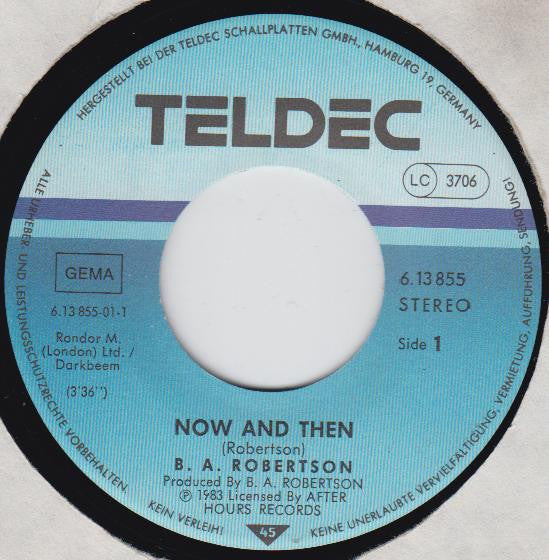 HERGESTELLT BEI DER TELDEC SCHALLPLATTEN GMBH., HAMBURG 19, GERMANY
TELDEC
LC 3706
GEMA
6.13 855-01-1
Rondor M.
(London) Ltd. /
Darkbeem
(3'36'')
6.13 855
STEREO
Side 1
NOW AND THEN
(Robertson)
B. A. ROBERTSON
Produced By B. A. ROBERTSON
℗ 1983 Licensed By AFTER
HOURS RECORDS
45
ALLE URHEBER- UND LEISTUNGSSCHUTZRECHTE VORBEHALTEN
KEIN VERLEIH!
KEINE UNERLAUBTE VERVIELFÄLTIGUNG, VERMIETUNG, AUFFÜHRUNG, SENDUNG!